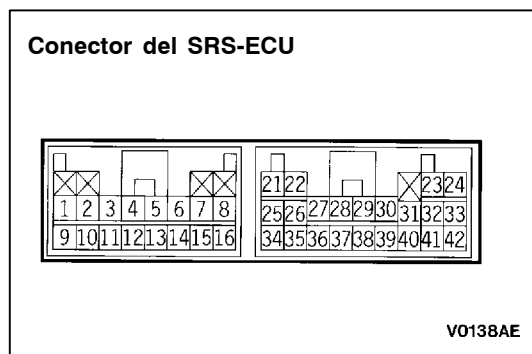 Conector del SRS-ECU
21 22 23 24
1 2 3 4 5 6 7 8 25 26 27 28 29 30 31 32 33
9 10 11 12 13 14 15 16 34 35 36 37 38 39 40 41 42
V0138AE